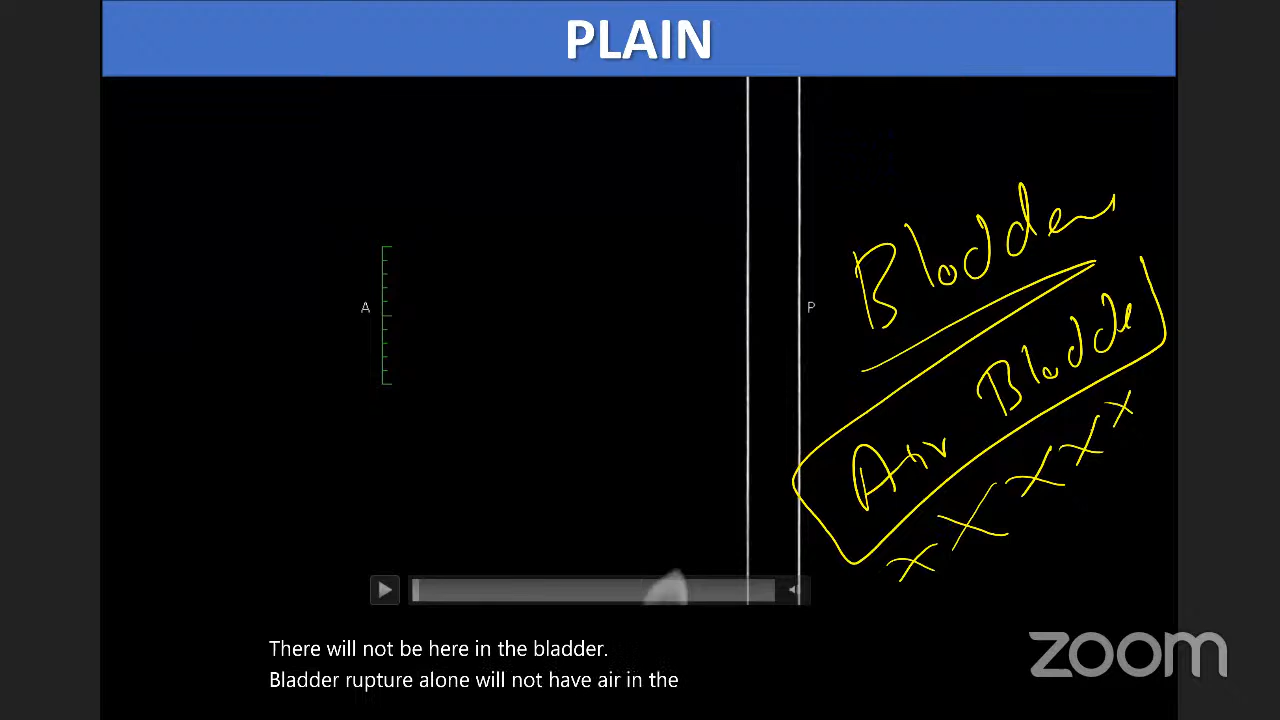 PLAIN
Bladder
A
P
Air Bladde
x X X X x
There will not be here in the bladder.
Bladder rupture alone will not have air in the
zoom